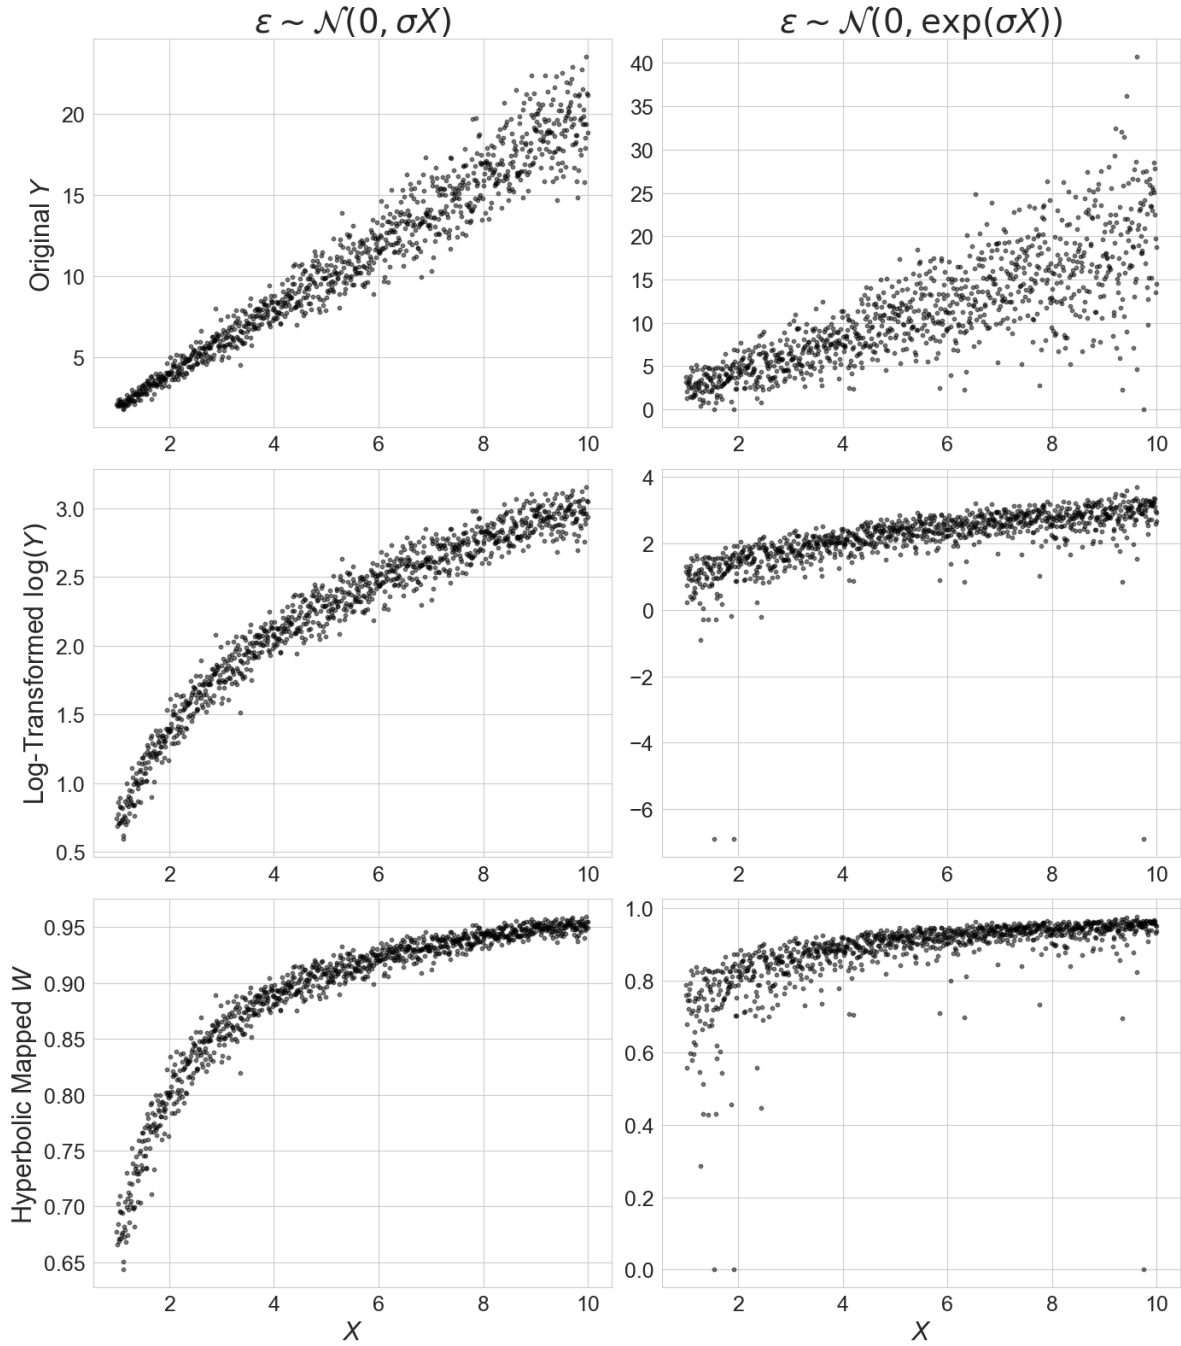 ε ~ 𝒩(0, σX)
ε ~ 𝒩(0, exp(σX))
Original Y
20
15
10
5
2 4 6 8 10
40
35
30
25
20
15
10
5
0
2 4 6 8 10
Log-Transformed log(Y)
3.0
2.5
2.0
1.5
1.0
0.5
2 4 6 8 10
4
2
0
−2
−4
−6
2 4 6 8 10
Hyperbolic Mapped W
0.95
0.90
0.85
0.80
0.75
0.70
0.65
2 4 6 8 10
X
1.0
0.8
0.6
0.4
0.2
0.0
2 4 6 8 10
X